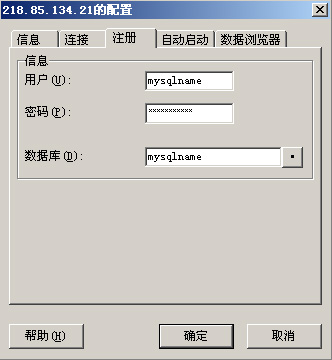 218.85.134.21的配置
信息 连接 注册 自动启动 数据浏览器
信息
用户(U): mysqlname
密码(P): ***********
数据库(D): mysqlname
帮助(H) 确定 取消